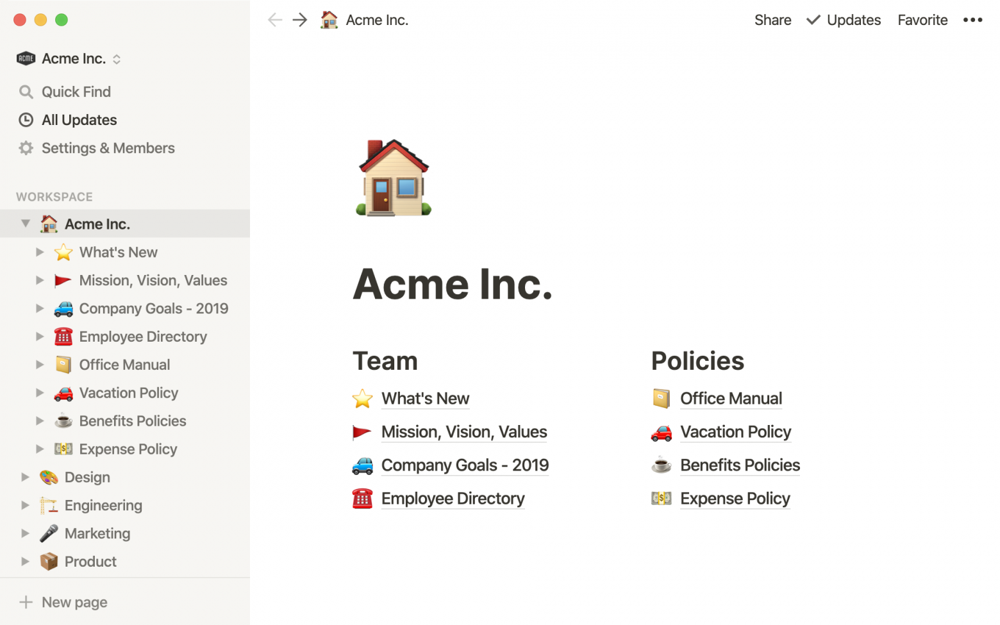 Acme Inc.
Share
Updates
Favorite
ACME
Acme Inc.
Quick Find
All Updates
Settings & Members
WORKSPACE
Acme Inc.
What's New
Mission, Vision, Values
Company Goals - 2019
Employee Directory
Office Manual
Vacation Policy
Benefits Policies
Expense Policy
Design
Engineering
Marketing
Product
New page
Acme Inc.
Team
What's New
Mission, Vision, Values
Company Goals - 2019
Employee Directory
Policies
Office Manual
Vacation Policy
Benefits Policies
Expense Policy